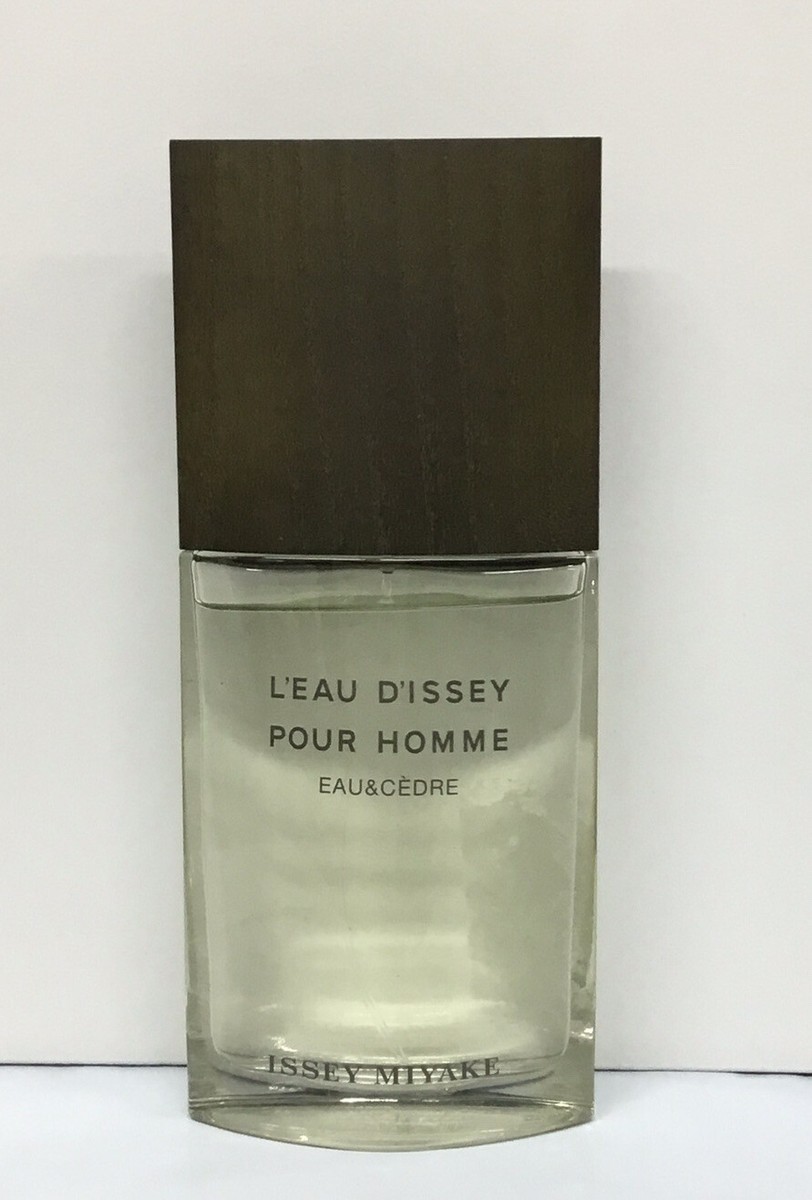 L'EAU D'ISSEY
POUR HOMME
EAU&CÈDRE
ISSEY MIYAKE